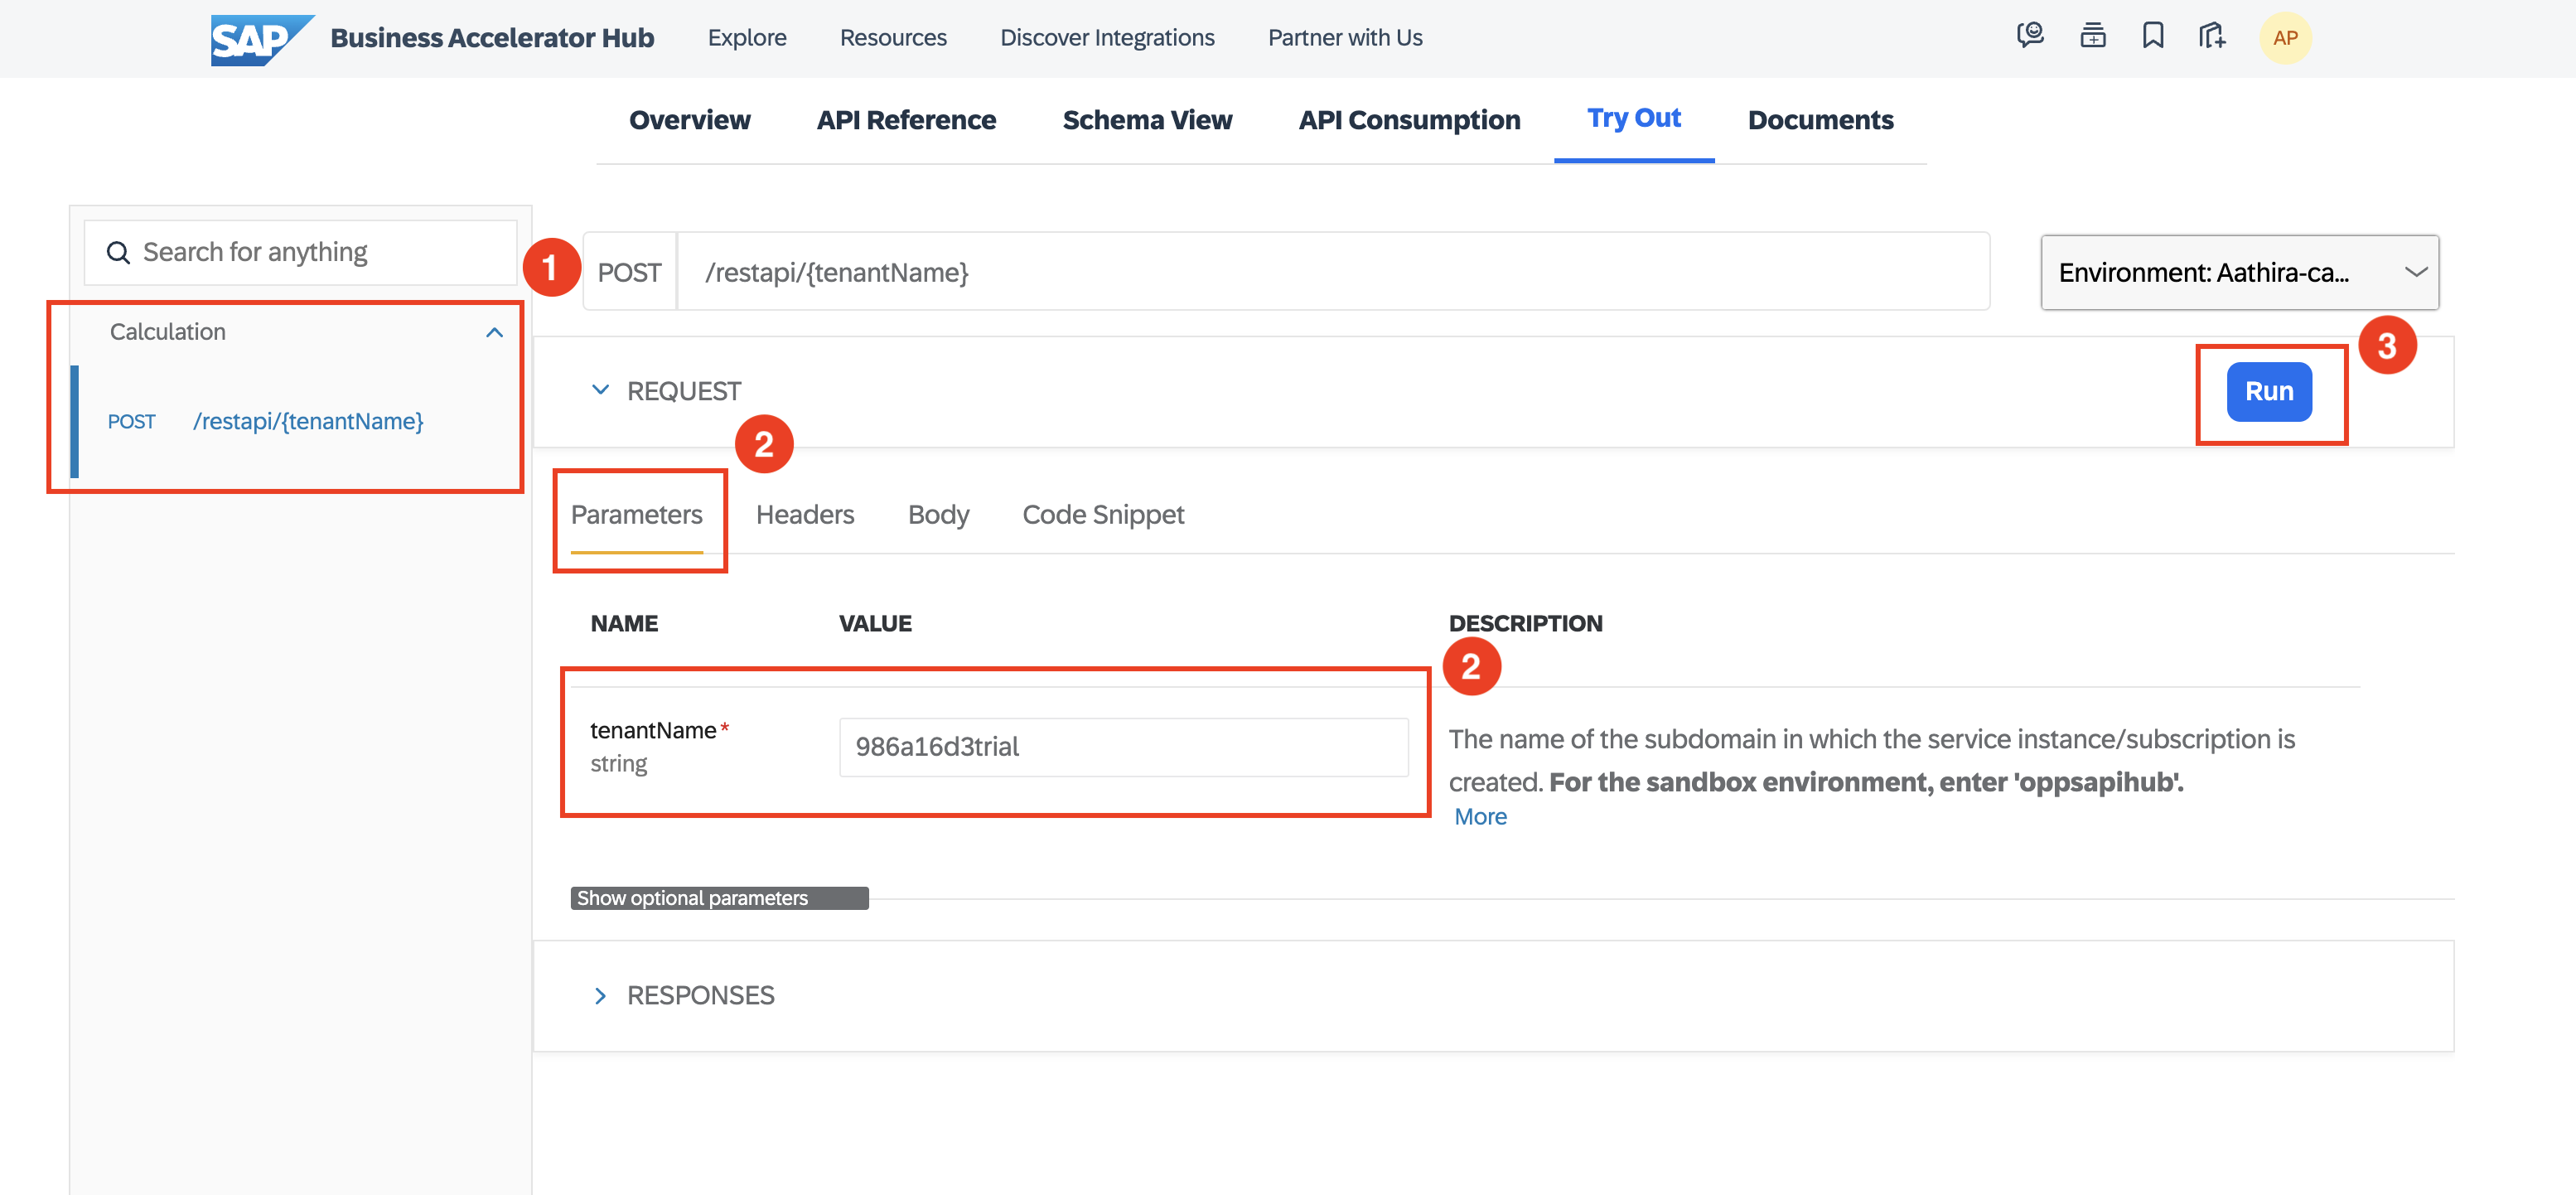 SAP Business Accelerator Hub Explore Resources Discover Integrations Partner with Us AP
Overview API Reference Schema View API Consumption Try Out Documents
Search for anything
1
POST /restapi/{tenantName}
Environment: Aathira-ca...
Calculation
POST /restapi/{tenantName}
REQUEST
Run
3
2
Parameters Headers Body Code Snippet
NAME VALUE DESCRIPTION
2
tenantName*
string
986a16d3trial
The name of the subdomain in which the service instance/subscription is
created. For the sandbox environment, enter 'oppsapihub'.
More
Show optional parameters
RESPONSES